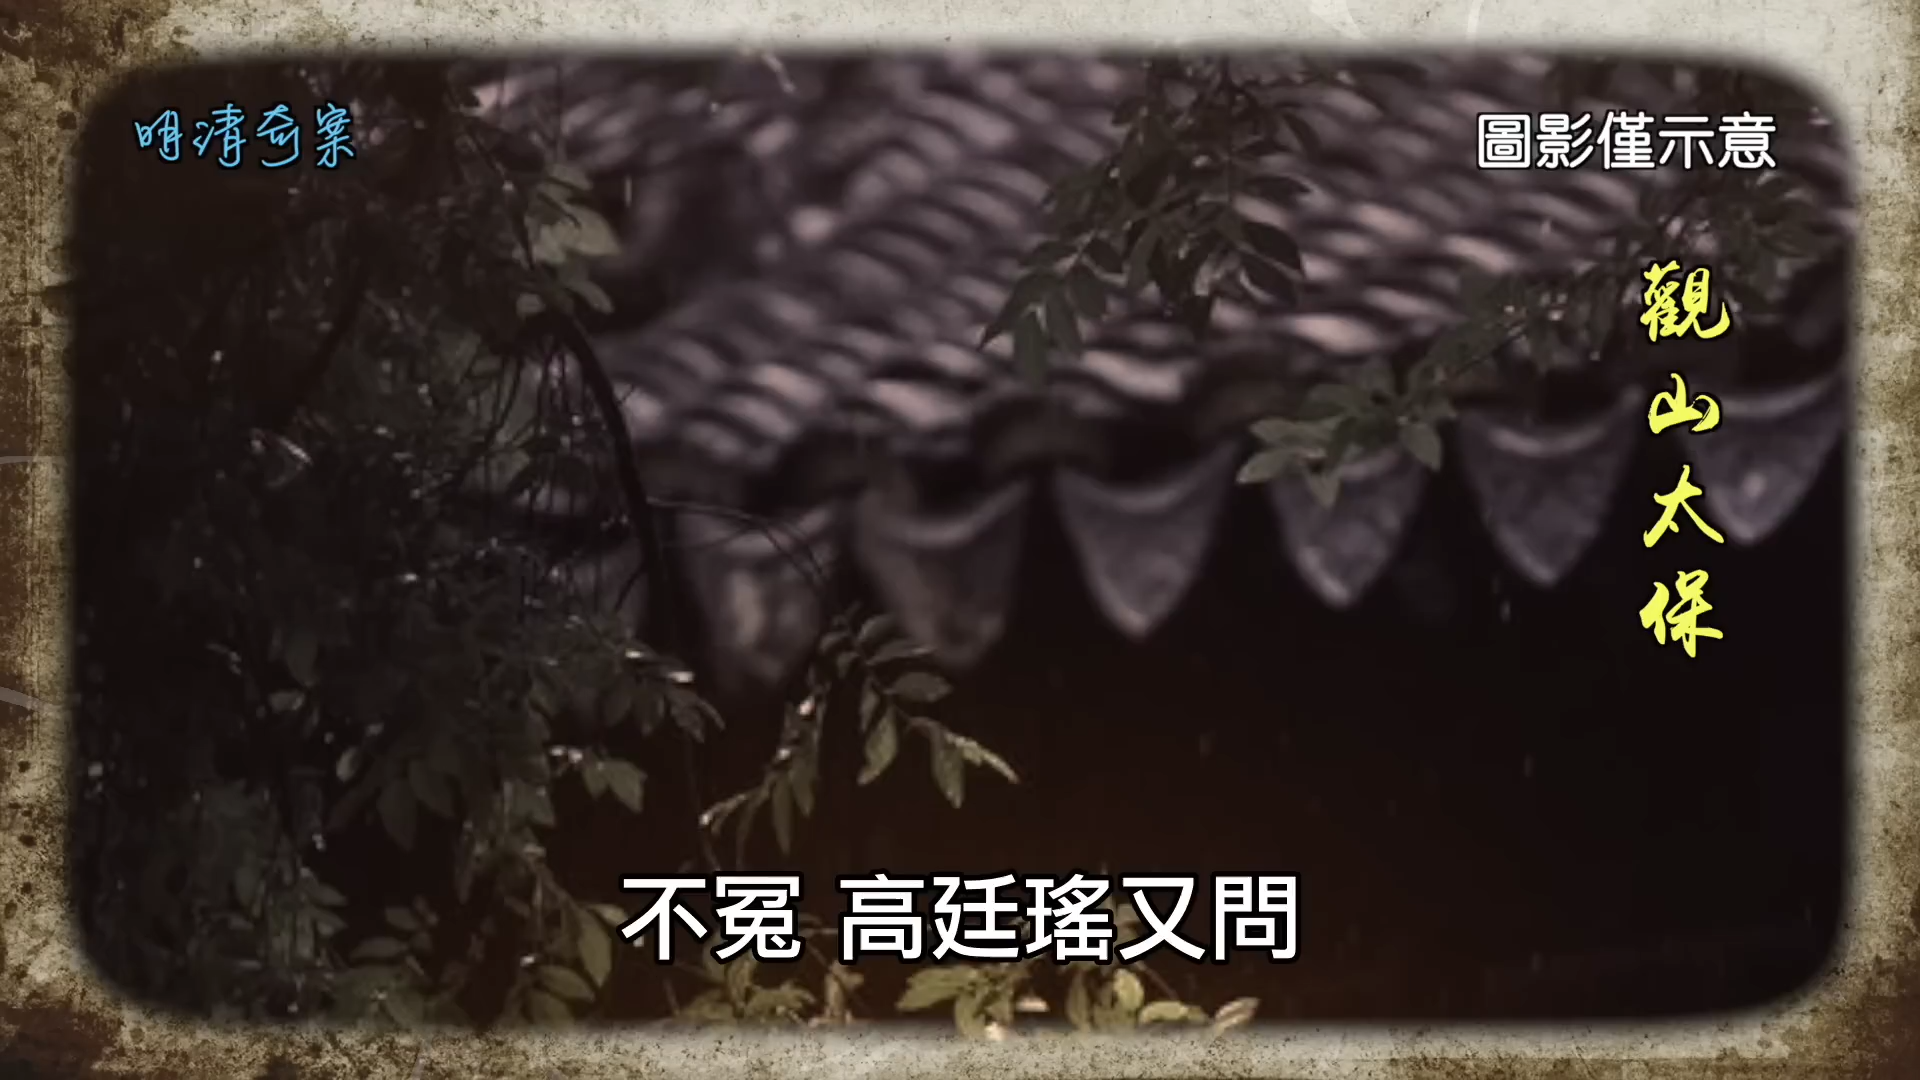 明清奇案
圖影僅示意
觀山太保
不冤 高廷瑤又問